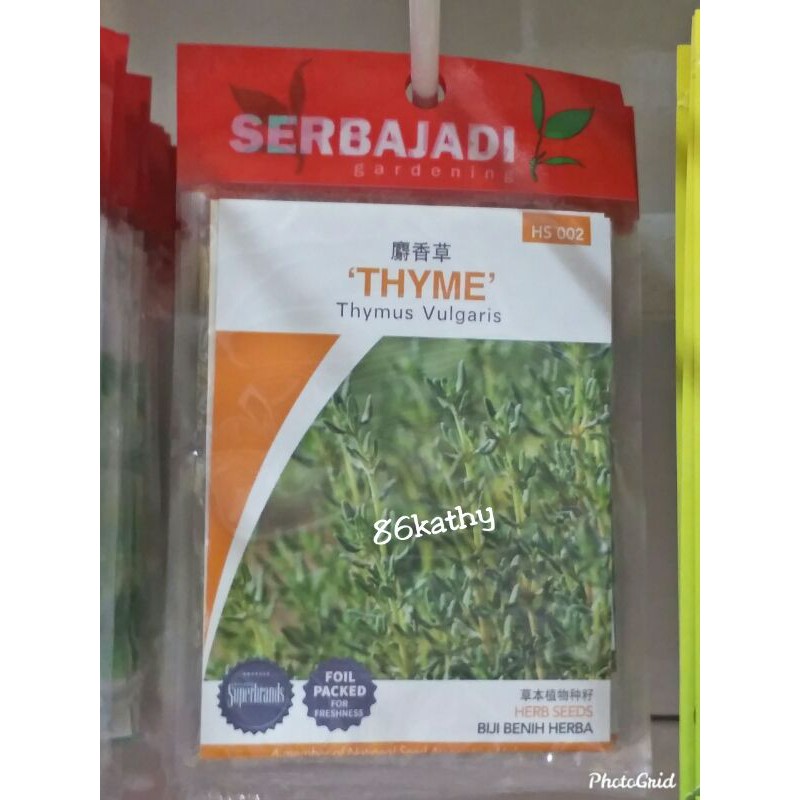 SERBAJADI
gardening
HS 002
麝香草
‘THYME’
Thymus Vulgaris
86kathy
Superbrands
FOIL
PACKED
FOR
FRESHNESS
草本植物种籽
HERB SEEDS
BIJI BENIH HERBA
PhotoGrid